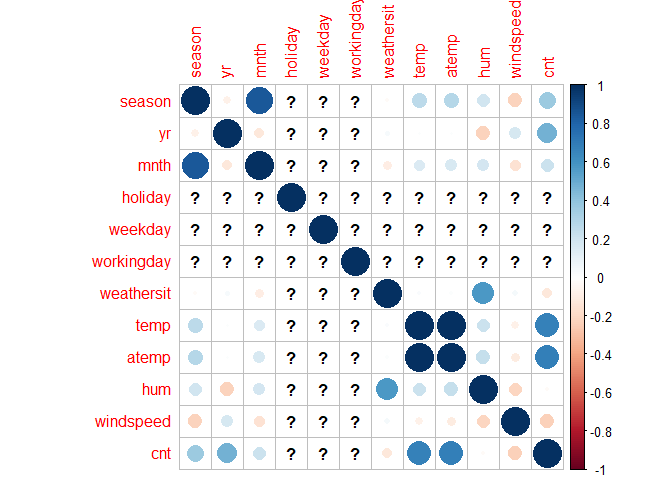 season yr mnth holiday weekday workingday weathersit temp atemp hum windspeed cnt
season ? ? ? 1
yr ? ? ? 0.8
mnth ? ? ? 0.6
holiday ? ? ? ? ? ? ? ? ? ? ? 0.4
weekday ? ? ? ? ? ? ? ? ? ? ? 0.2
workingday ? ? ? ? ? ? ? ? ? ? ? 0
weathersit ? ? ? -0.2
temp ? ? ? -0.4
atemp ? ? ? -0.6
hum ? ? ? -0.8
windspeed ? ? ? -1
cnt ? ? ?